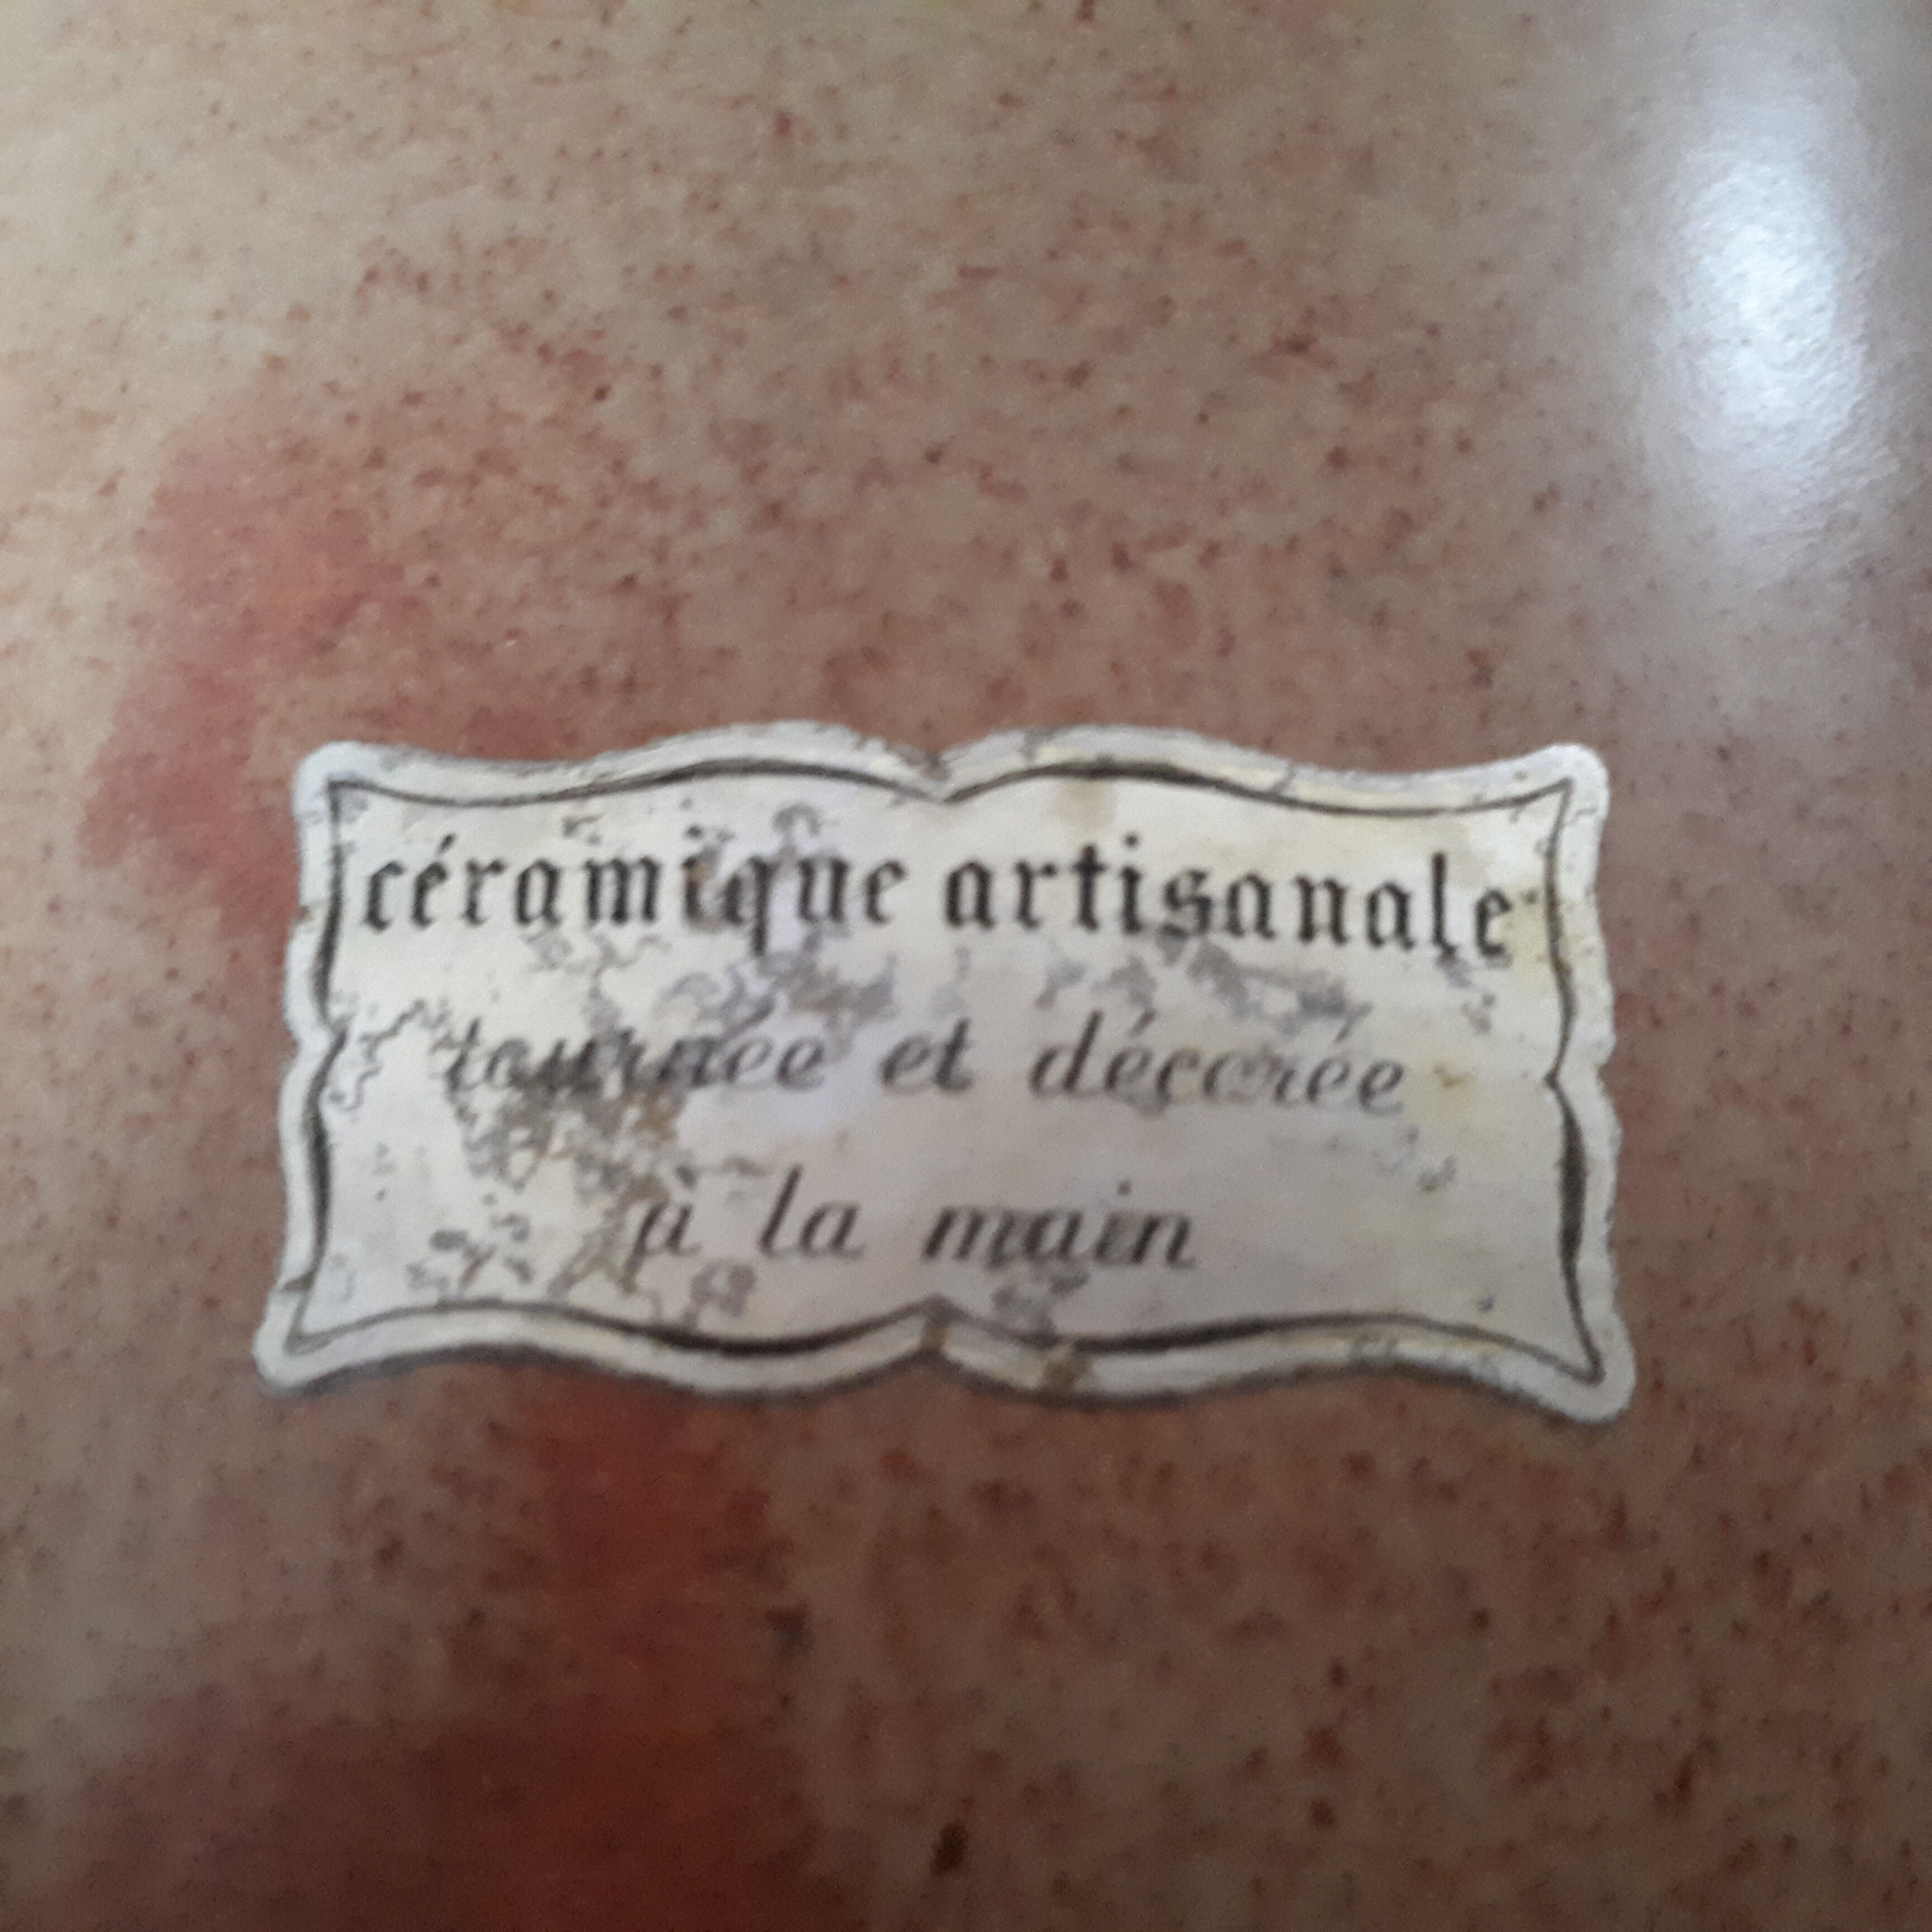 céramique artisanale
tournée et décorée
à la main